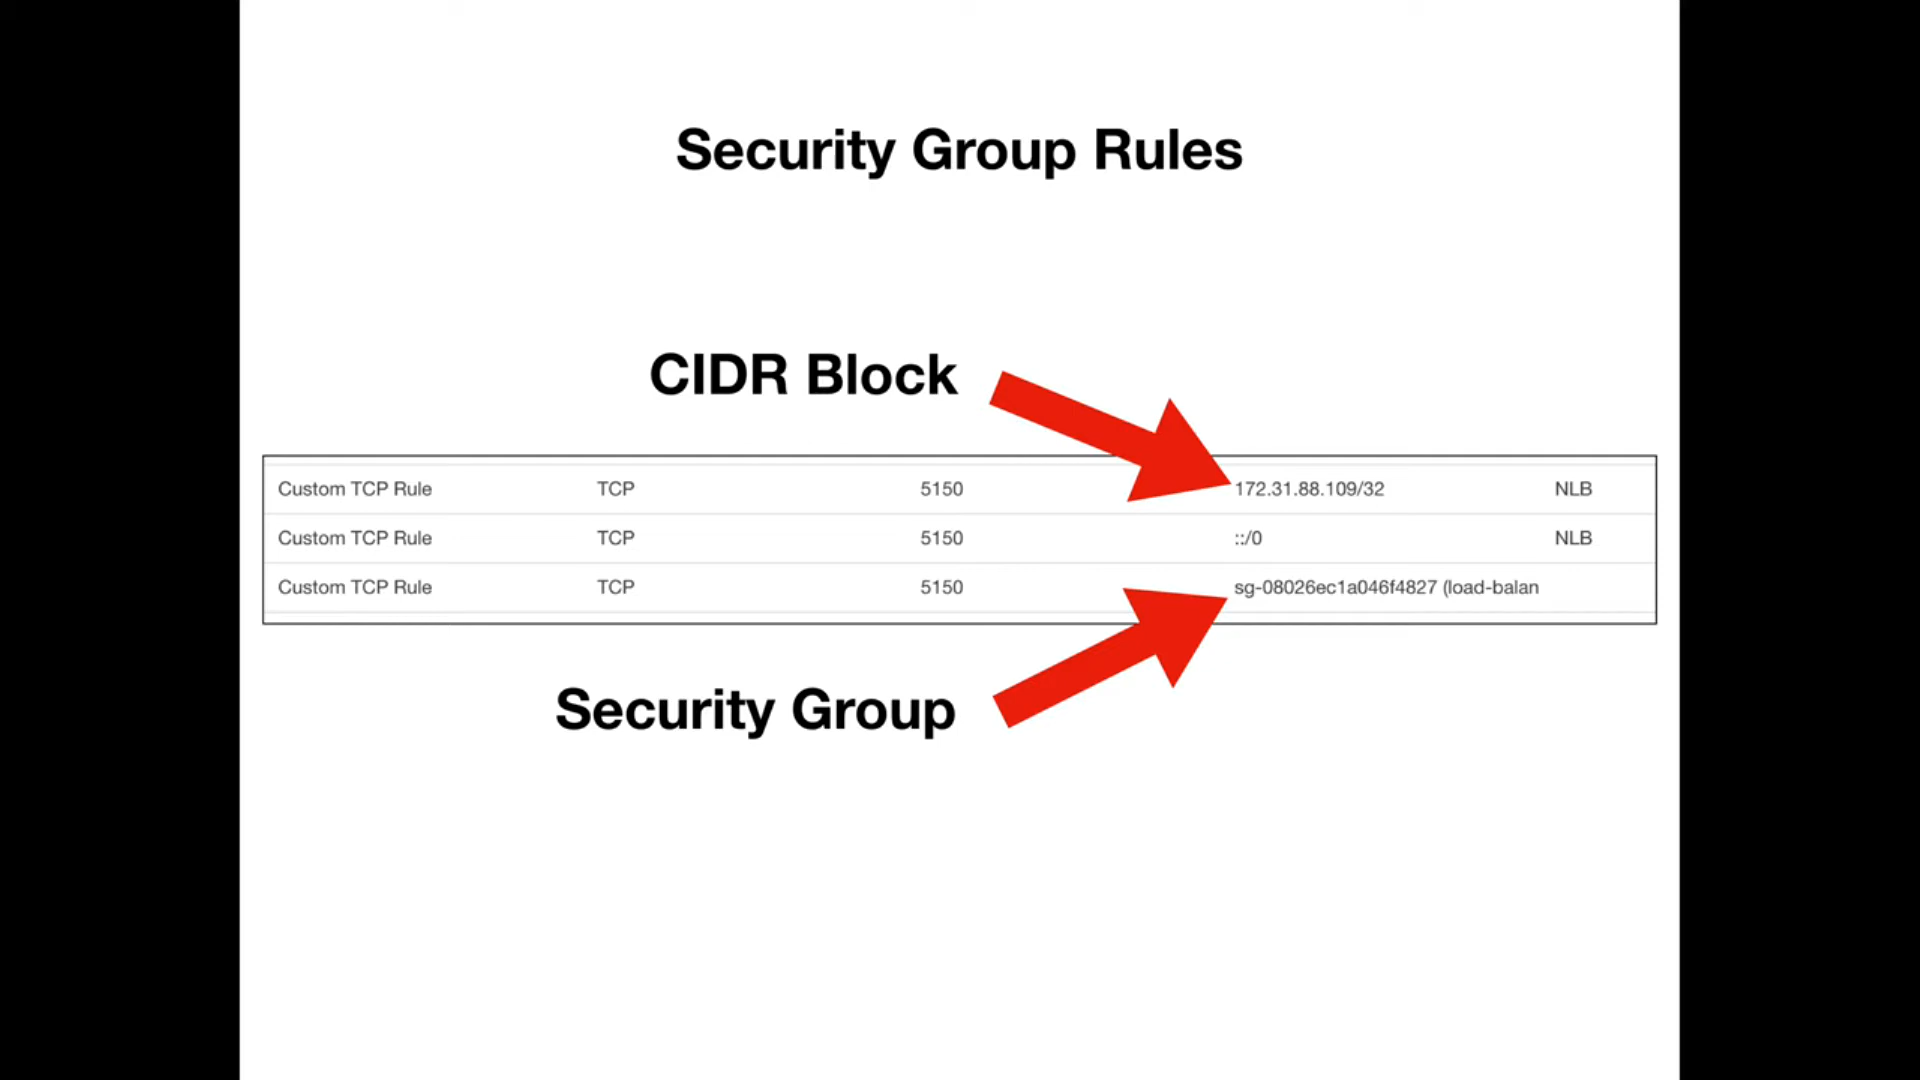 Security Group Rules
CIDR Block
Custom TCP Rule TCP 5150 172.31.88.109/32 NLB
Custom TCP Rule TCP 5150 ::/0 NLB
Custom TCP Rule TCP 5150 sg-08026ec1a046f4827 (load-balan
Security Group